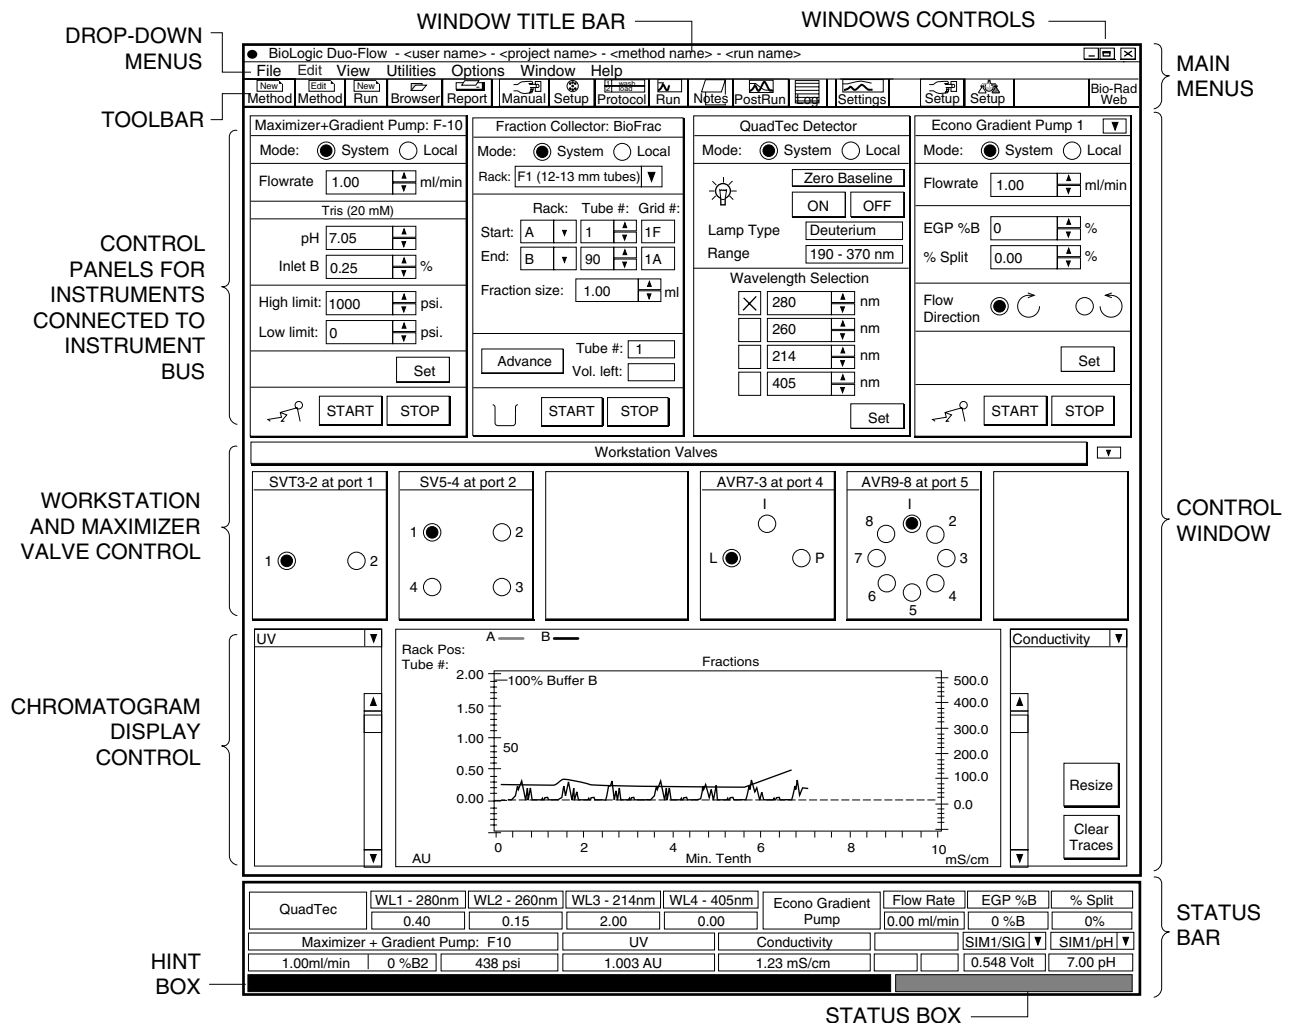 WINDOW TITLE BAR
WINDOWS CONTROLS
DROP-DOWN
MENUS
BioLogic Duo-Flow - <user name> - <project name> - <method name> - <run name>
File Edit View Utilities Options Window Help
New Edit New 1 wash
2 load
Method Method Run Browser Report Manual Setup Protocol Run Notes PostRun Log Settings Setup Setup Bio-Rad
Web
MAIN
MENUS
TOOLBAR
Maximizer+Gradient Pump: F-10
Mode: System Local
Flowrate 1.00 ml/min
Tris (20 mM)
pH 7.05
Inlet B 0.25 %
High limit: 1000 psi.
Low limit: 0 psi.
Set
START STOP
Fraction Collector: BioFrac
Mode: System Local
Rack: F1 (12-13 mm tubes)
Rack: Tube #: Grid #:
Start: A 1 1F
End: B 90 1A
Fraction size: 1.00 ml
Advance
Tube #: 1
Vol. left:
START STOP
QuadTec Detector
Mode: System Local
Zero Baseline
ON OFF
Lamp Type Deuterium
Range 190 - 370 nm
Wavelength Selection
280 nm
260 nm
214 nm
405 nm
Set
Econo Gradient Pump 1
Mode: System Local
Flowrate 1.00 ml/min
EGP %B 0 %
% Split 0.00 %
Flow
Direction
Set
START STOP
CONTROL
PANELS FOR
INSTRUMENTS
CONNECTED TO
INSTRUMENT
BUS
Workstation Valves
WORKSTATION
AND MAXIMIZER
VALVE CONTROL
SVT3-2 at port 1
1 2
SV5-4 at port 2
1 2
4 3
AVR7-3 at port 4
I
L P
AVR9-8 at port 5
I
8 2
7 3
6 4
5
CONTROL
WINDOW
CHROMATOGRAM
DISPLAY
CONTROL
UV
A B
Rack Pos:
Tube #:
Fractions
2.00 100% Buffer B 500.0
1.50 400.0
300.0
1.00 50 200.0
0.50 100.0
0.00 0.0
0 2 4 6 8 10
AU Min. Tenth mS/cm
Conductivity
Resize
Clear
Traces
QuadTec
WL1 - 280nm WL2 - 260nm WL3 - 214nm WL4 - 405nm
0.40 0.15 2.00 0.00
Econo Gradient
Pump
Flow Rate EGP %B % Split
0.00 ml/min 0 %B 0%
Maximizer + Gradient Pump: F10 UV Conductivity SIM1/SIG SIM1/pH
1.00ml/min 0 %B2 438 psi 1.003 AU 1.23 mS/cm 0.548 Volt 7.00 pH
STATUS
BAR
HINT
BOX
STATUS BOX